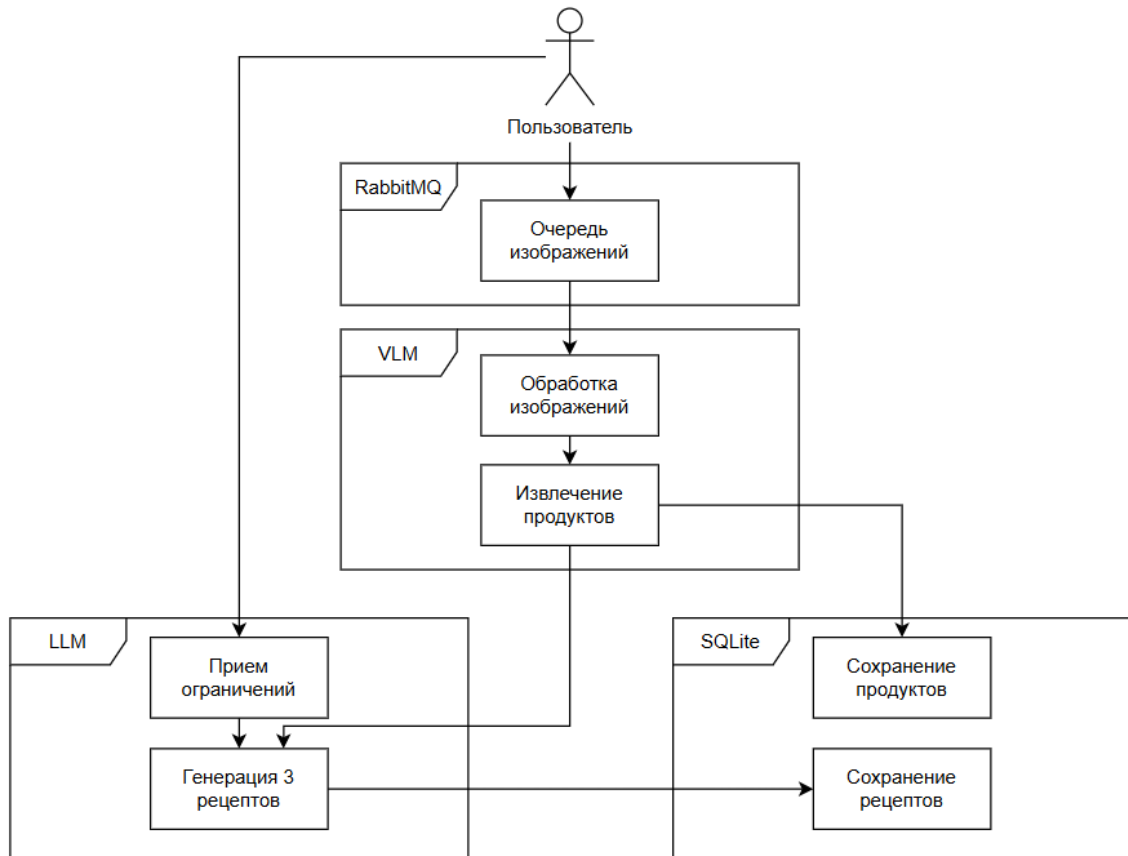 Пользователь
RabbitMQ
Очередь
изображений
VLM
Обработка
изображений
Извлечение
продуктов
LLM
Прием
ограничений
Генерация 3
рецептов
SQLite
Сохранение
продуктов
Сохранение
рецептов